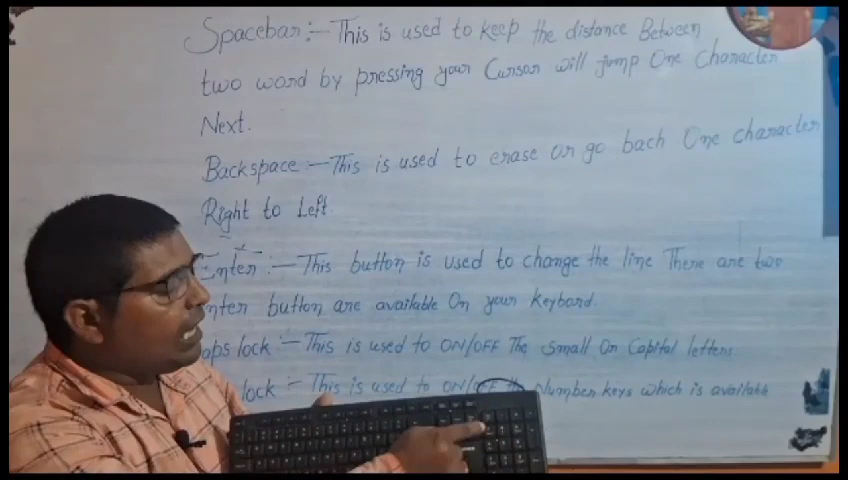 Spacebar:- This is used to keep the distance Between
two word by pressing your Cursor will jump One Character
Next.
Backspace:- This is used to erase or go bach One character
Right to Left
Enter:- This button is used to change the line There are two
nter button are available On your keyboard.
aps lock:- This is used to ON/OFF The Small On Capital letters
lock:- This is used to ON/OFF the Number keys which is available